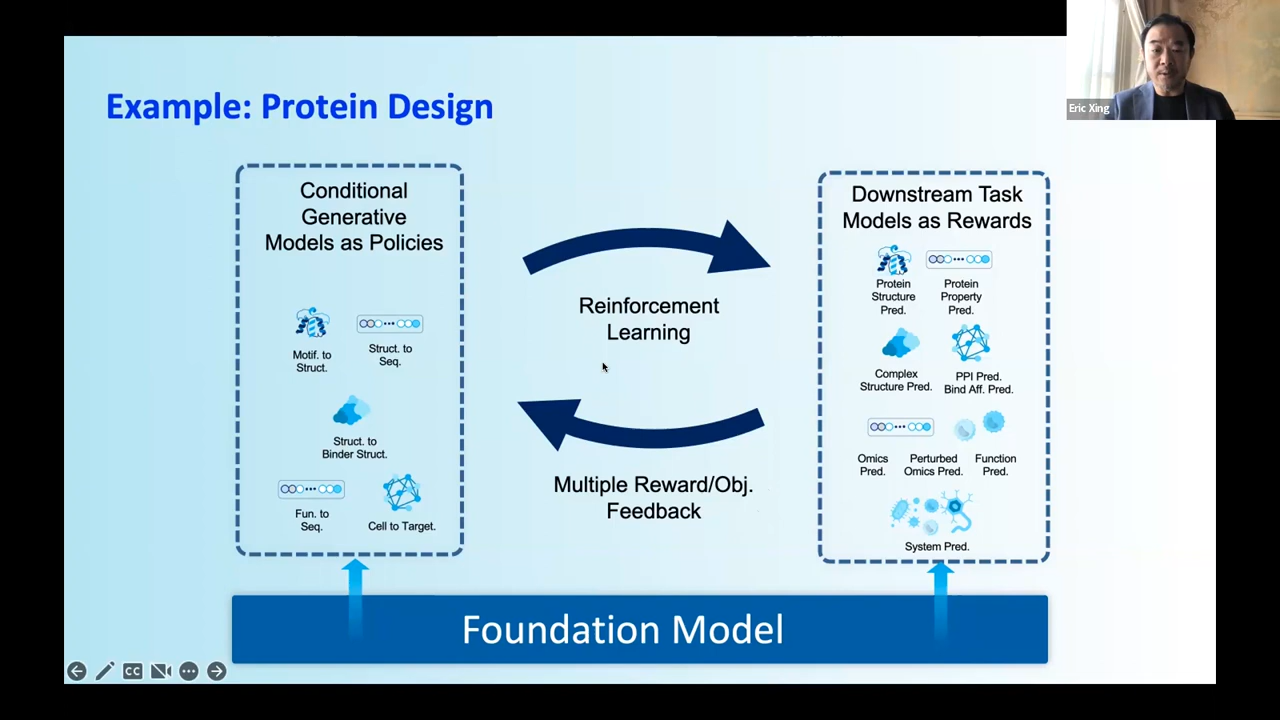 Eric Xing
Example: Protein Design
Conditional
Generative
Models as Policies
Motif. to
Struct.
Struct. to
Seq.
Struct. to
Binder Struct.
Fun. to
Seq.
Cell to Target.
Reinforcement
Learning
Multiple Reward/Obj.
Feedback
Downstream Task
Models as Rewards
Protein
Structure
Pred.
Protein
Property
Pred.
Complex
Structure Pred.
PPI Pred.
Bind Aff. Pred.
Omics
Pred.
Perturbed
Omics Pred.
Function
Pred.
System Pred.
Foundation Model
CC